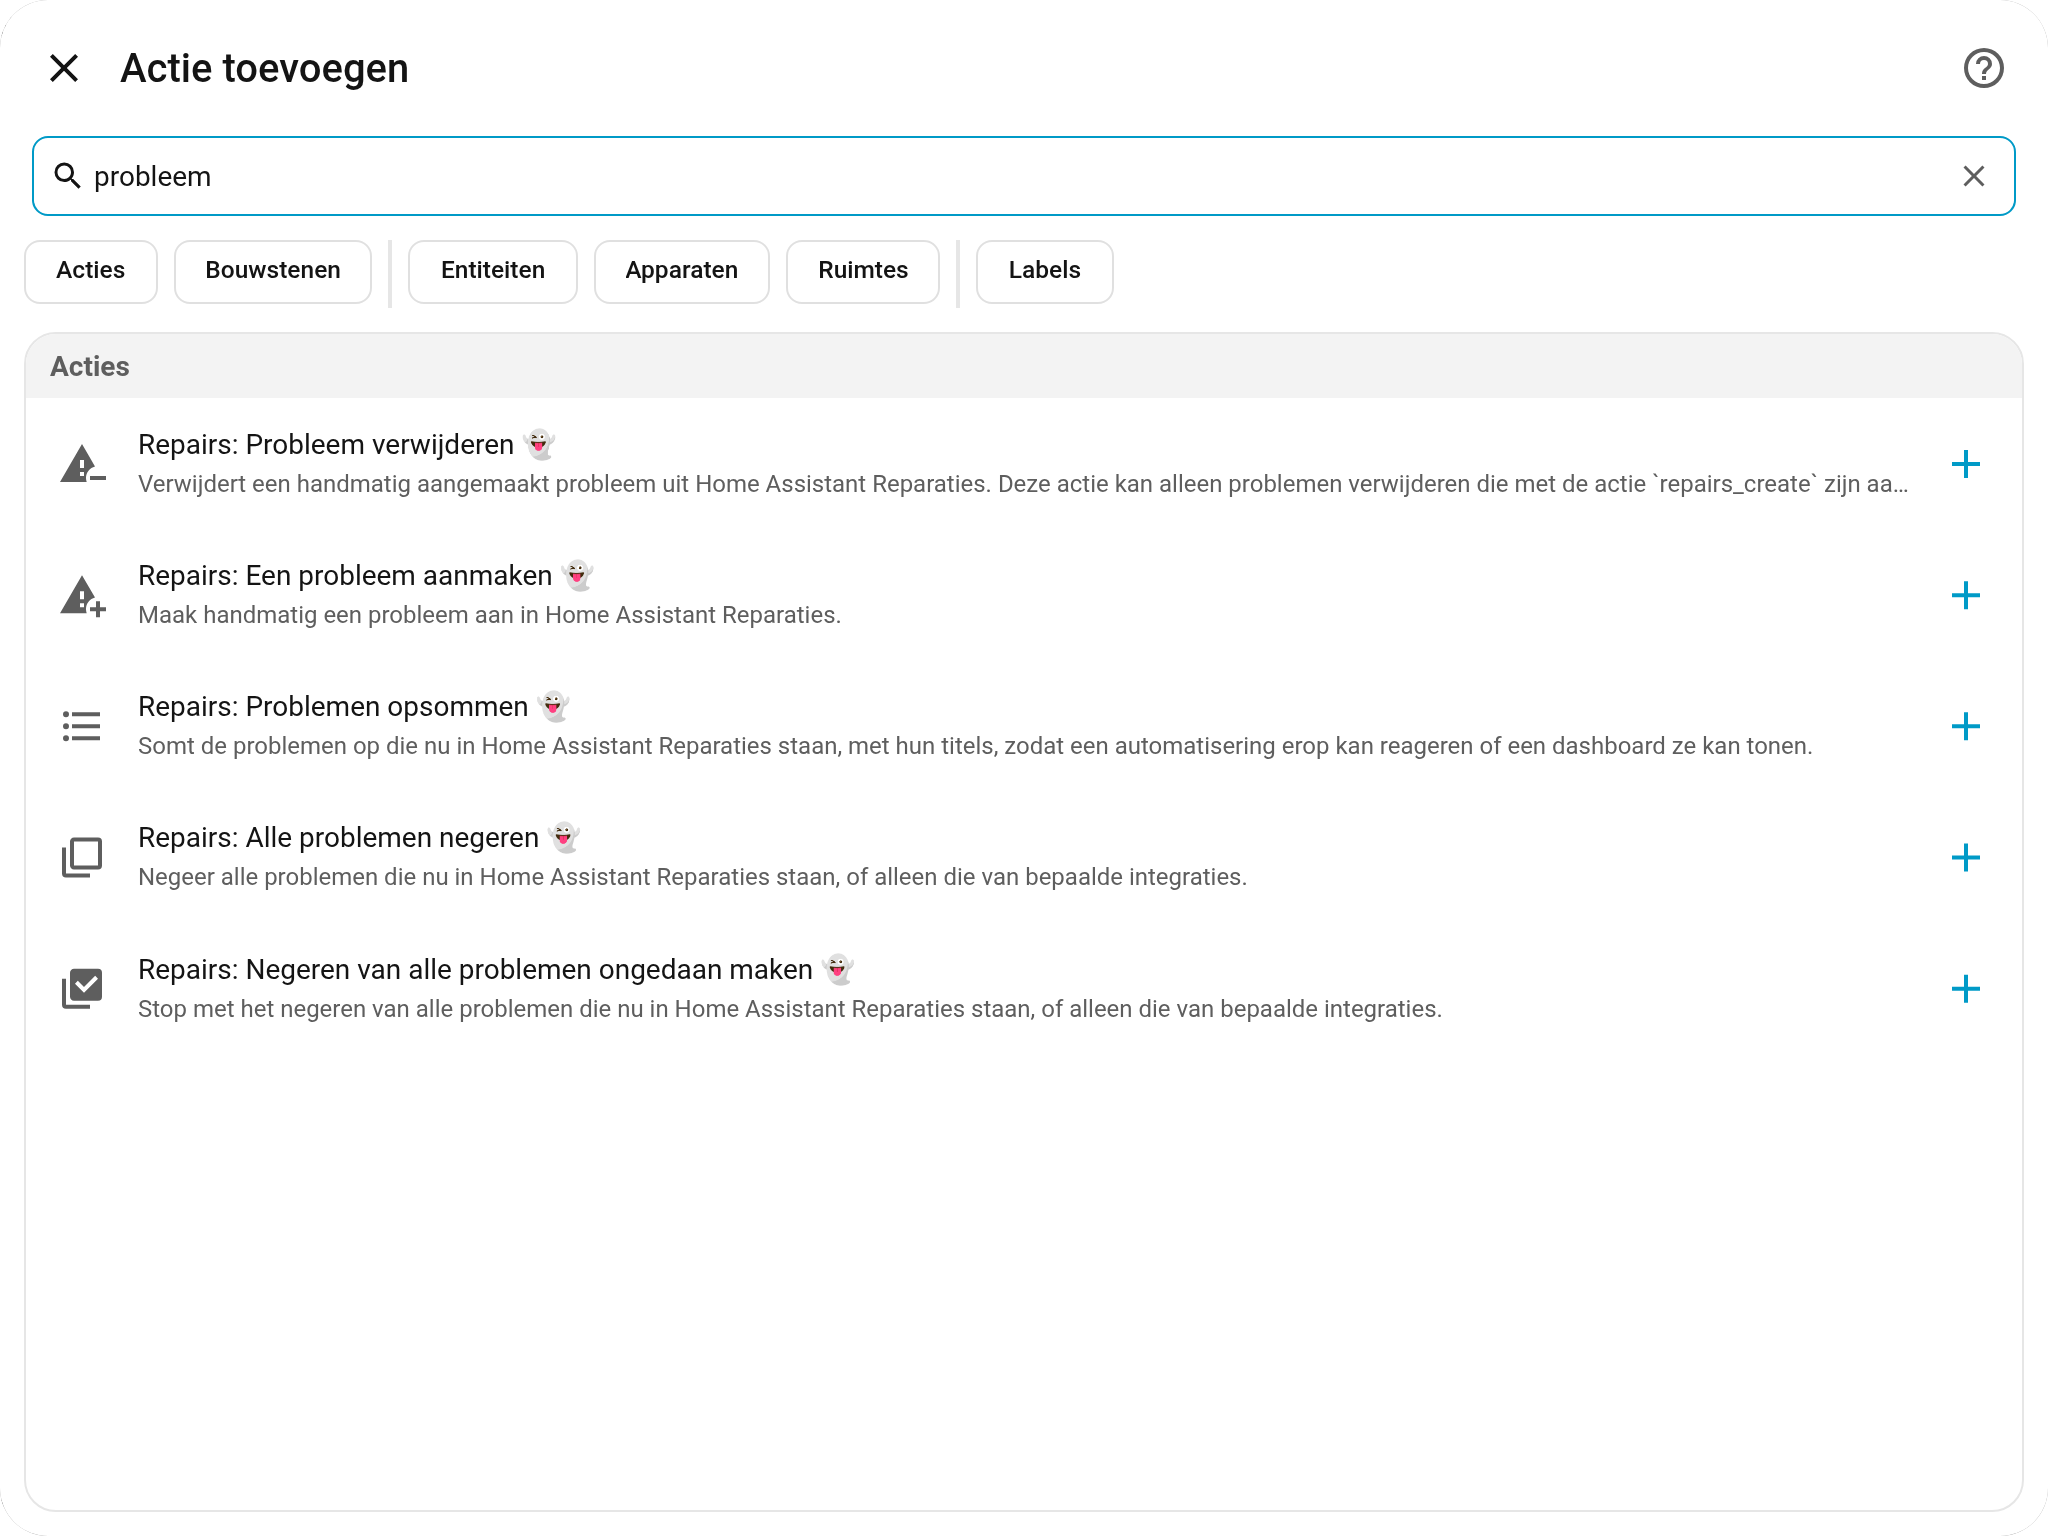 Actie toevoegen
probleem
Acties
Bouwstenen
Entiteiten
Apparaten
Ruimtes
Labels
Acties
Repairs: Probleem verwijderen 👻
Verwijdert een handmatig aangemaakt probleem uit Home Assistant Reparaties. Deze actie kan alleen problemen verwijderen die met de actie `repairs_create` zijn aa…
Repairs: Een probleem aanmaken 👻
Maak handmatig een probleem aan in Home Assistant Reparaties.
Repairs: Problemen opsommen 👻
Somt de problemen op die nu in Home Assistant Reparaties staan, met hun titels, zodat een automatisering erop kan reageren of een dashboard ze kan tonen.
Repairs: Alle problemen negeren 👻
Negeer alle problemen die nu in Home Assistant Reparaties staan, of alleen die van bepaalde integraties.
Repairs: Negeren van alle problemen ongedaan maken 👻
Stop met het negeren van alle problemen die nu in Home Assistant Reparaties staan, of alleen die van bepaalde integraties.